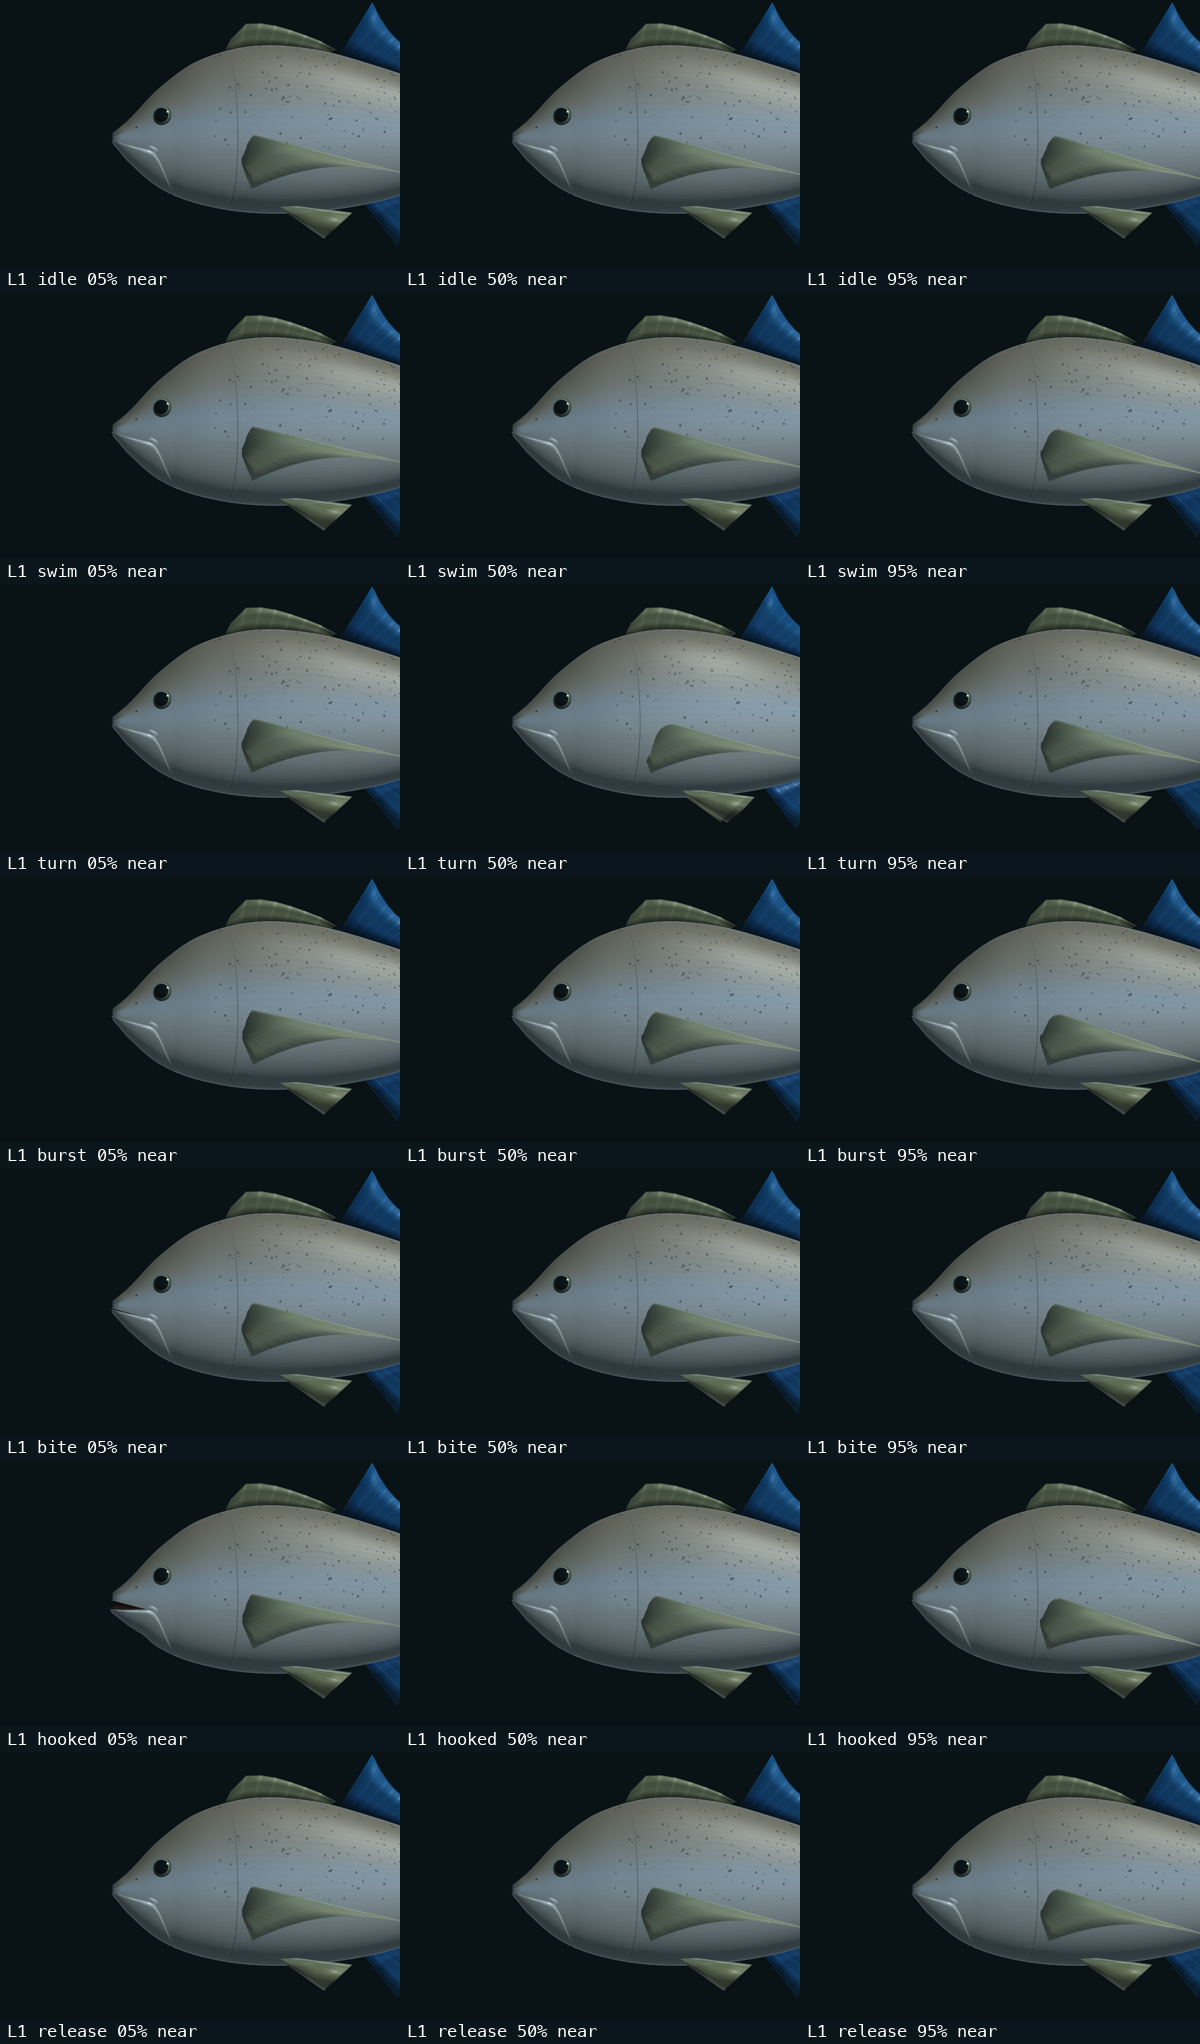 L1 idle 05% near
L1 idle 50% near
L1 idle 95% near
L1 swim 05% near
L1 swim 50% near
L1 swim 95% near
L1 turn 05% near
L1 turn 50% near
L1 turn 95% near
L1 burst 05% near
L1 burst 50% near
L1 burst 95% near
L1 bite 05% near
L1 bite 50% near
L1 bite 95% near
L1 hooked 05% near
L1 hooked 50% near
L1 hooked 95% near
L1 release 05% near
L1 release 50% near
L1 release 95% near